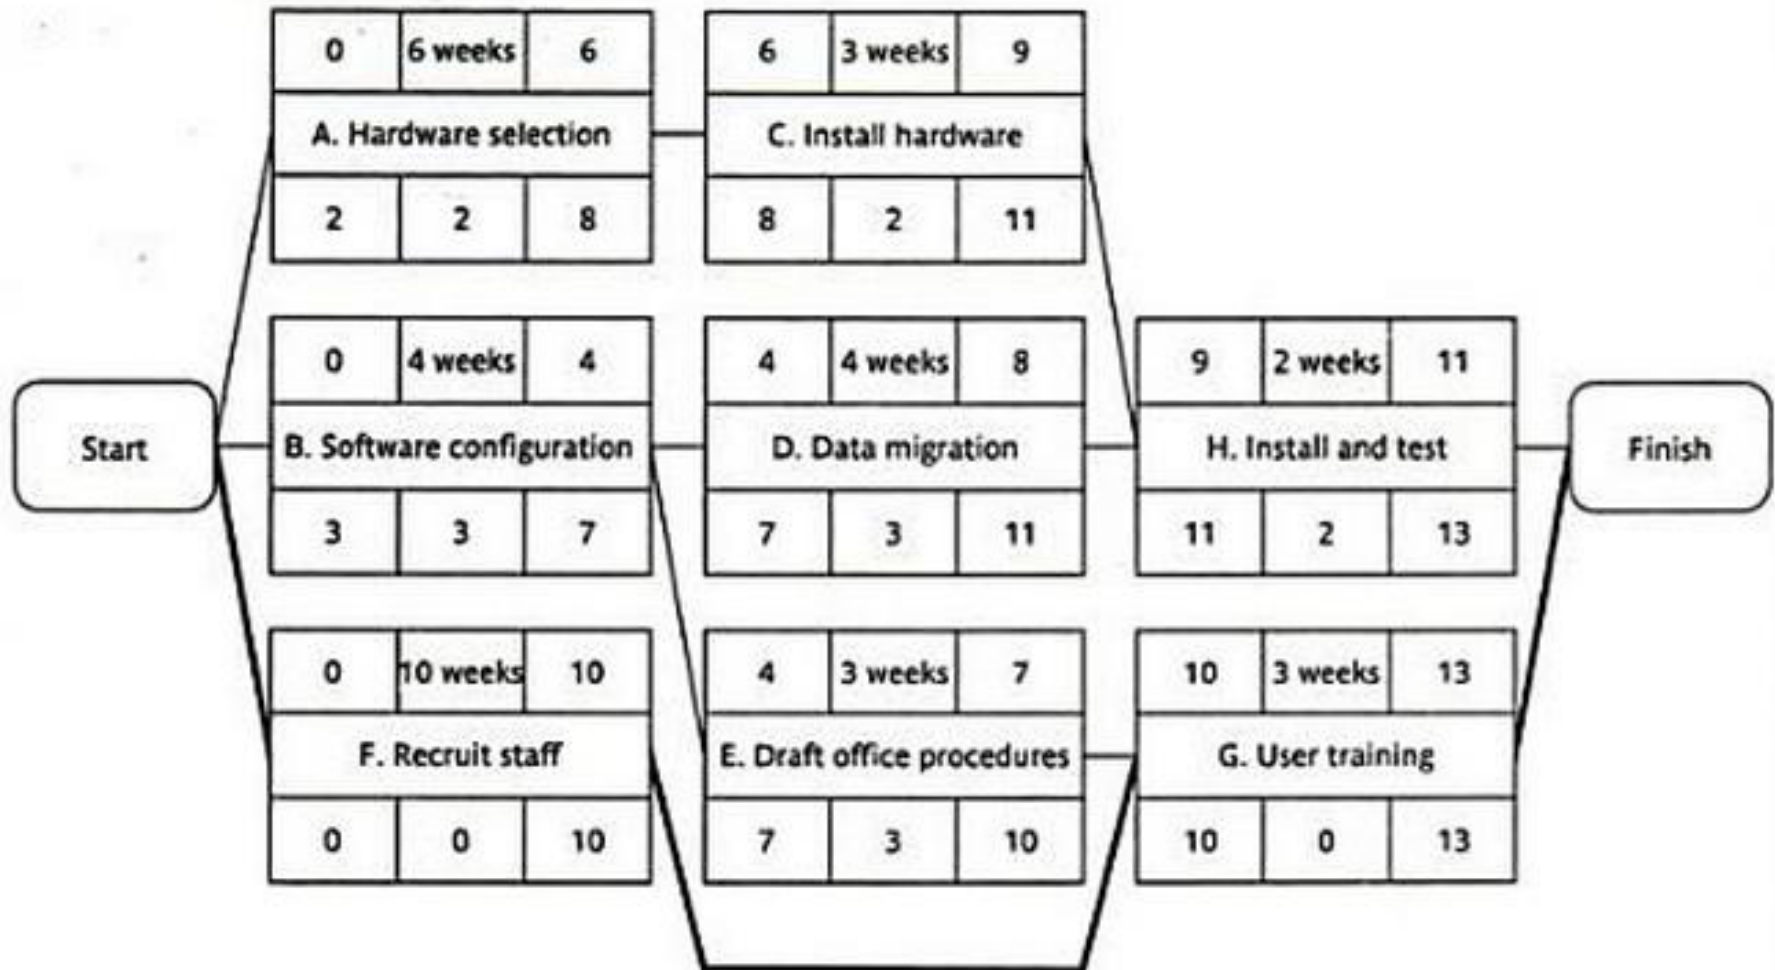 0 6 weeks 6
A. Hardware selection
2 2 8
6 3 weeks 9
C. Install hardware
8 2 11
Start
0 4 weeks 4
B. Software configuration
3 3 7
4 4 weeks 8
D. Data migration
7 3 11
9 2 weeks 11
H. Install and test
11 2 13
Finish
0 10 weeks 10
F. Recruit staff
0 0 10
4 3 weeks 7
E. Draft office procedures
7 3 10
10 3 weeks 13
G. User training
10 0 13